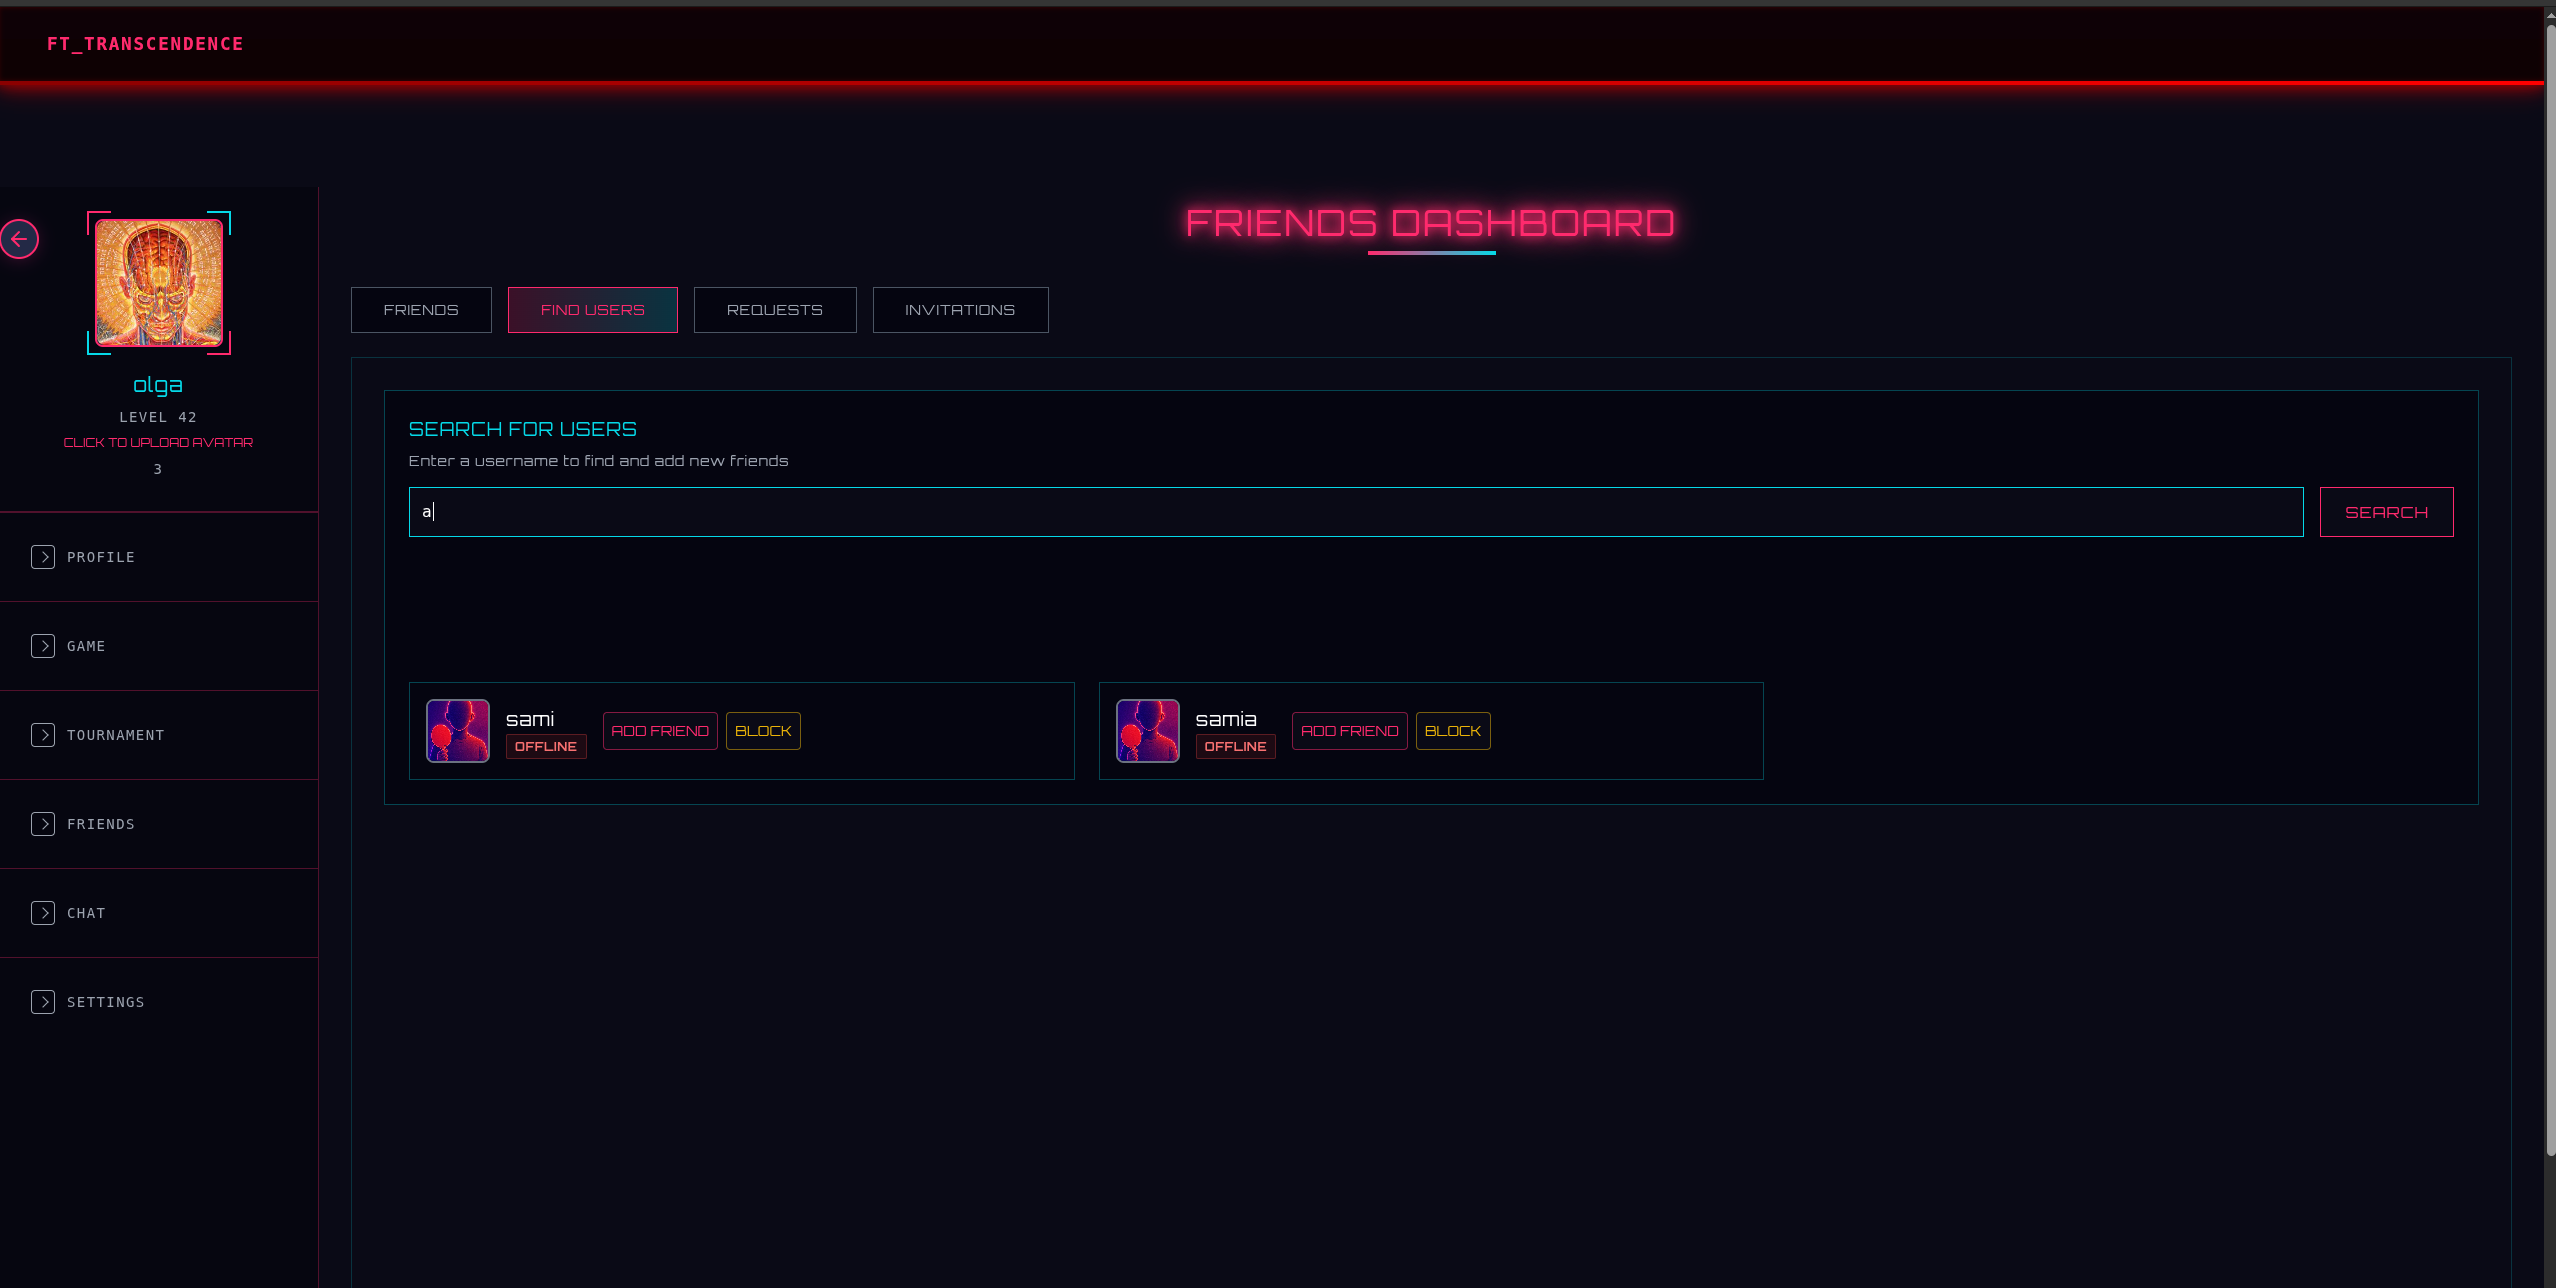 FT_TRANSCENDENCE
olga
LEVEL 42
CLICK TO UPLOAD AVATAR
3
PROFILE
GAME
TOURNAMENT
FRIENDS
CHAT
SETTINGS
FRIENDS DASHBOARD
FRIENDS FIND USERS REQUESTS INVITATIONS
SEARCH FOR USERS
Enter a username to find and add new friends
a SEARCH
sami
OFFLINE ADD FRIEND BLOCK
samia
OFFLINE ADD FRIEND BLOCK